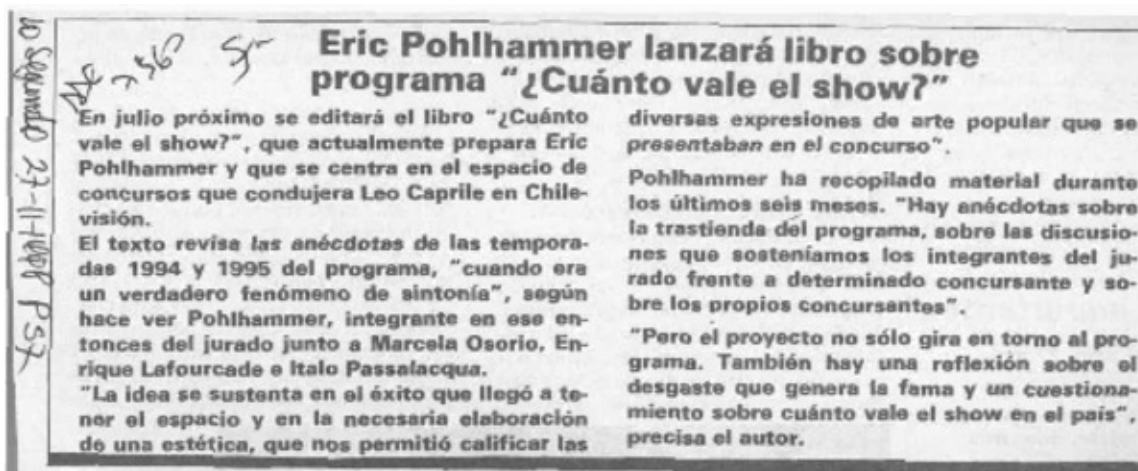 Eric Pohlhammer lanzará libro sobre
programa "¿Cuánto vale el show?"
En julio próximo se editará el libro "¿Cuánto
vale el show?", que actualmente prepara Eric
Pohlhammer y que se centra en el espacio de
concursos que condujera Leo Caprile en Chile-
visión.
El texto revisa las anécdotas de las tempora-
das 1994 y 1995 del programa, "cuando era
un verdadero fenómeno de sintonía", según
hace ver Pohlhammer, integrante en ese en-
tonces del jurado junto a Marcela Osorio, En-
rique Lafourcade e Italo Passalacqua.
"La idea se sustenta en el éxito que llegó a te-
ner el espacio y en la necesaria elaboración
de una estética, que nos permitió calificar las
diversas expresiones de arte popular que se
presentaban en el concurso".
Pohlhammer ha recopilado material durante
los últimos seis meses. "Hay anécdotas sobre
la trastienda del programa, sobre las discusio-
nes que sosteníamos los integrantes del ju-
rado frente a determinado concursante y so-
bre los propios concursantes".
"Pero el proyecto no sólo gira en torno al pro-
grama. También hay una reflexión sobre el
desgaste que genera la fama y un cuestiona-
miento sobre cuánto vale el show en el país",
precisa el autor.